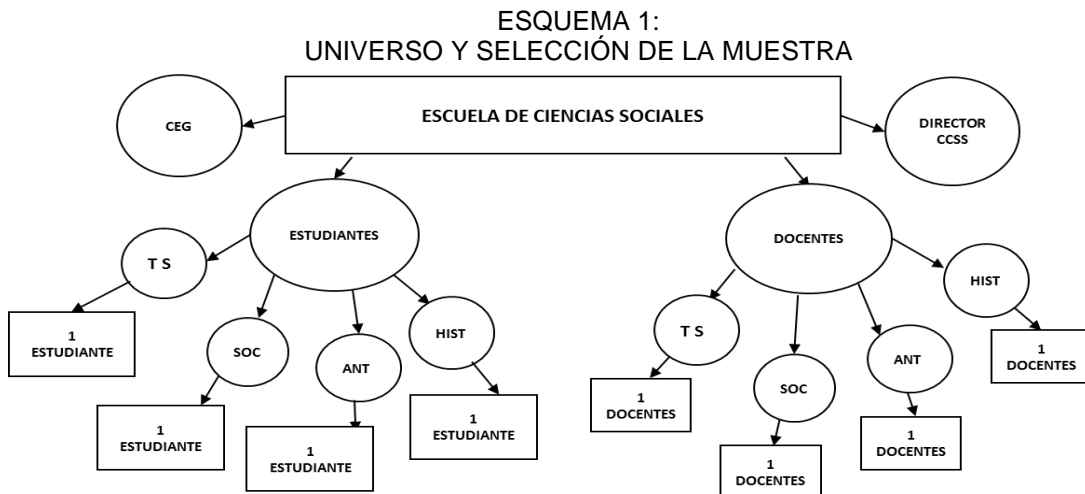 ESQUEMA 1:
UNIVERSO Y SELECCIÓN DE LA MUESTRA
ESCUELA DE CIENCIAS SOCIALES
CEG
DIRECTOR
CCSS
ESTUDIANTES
T S
1
ESTUDIANTE
SOC
1
ESTUDIANTE
ANT
1
ESTUDIANTE
HIST
1
ESTUDIANTE
DOCENTES
T S
1
DOCENTES
SOC
1
DOCENTES
ANT
1
DOCENTES
HIST
1
DOCENTES